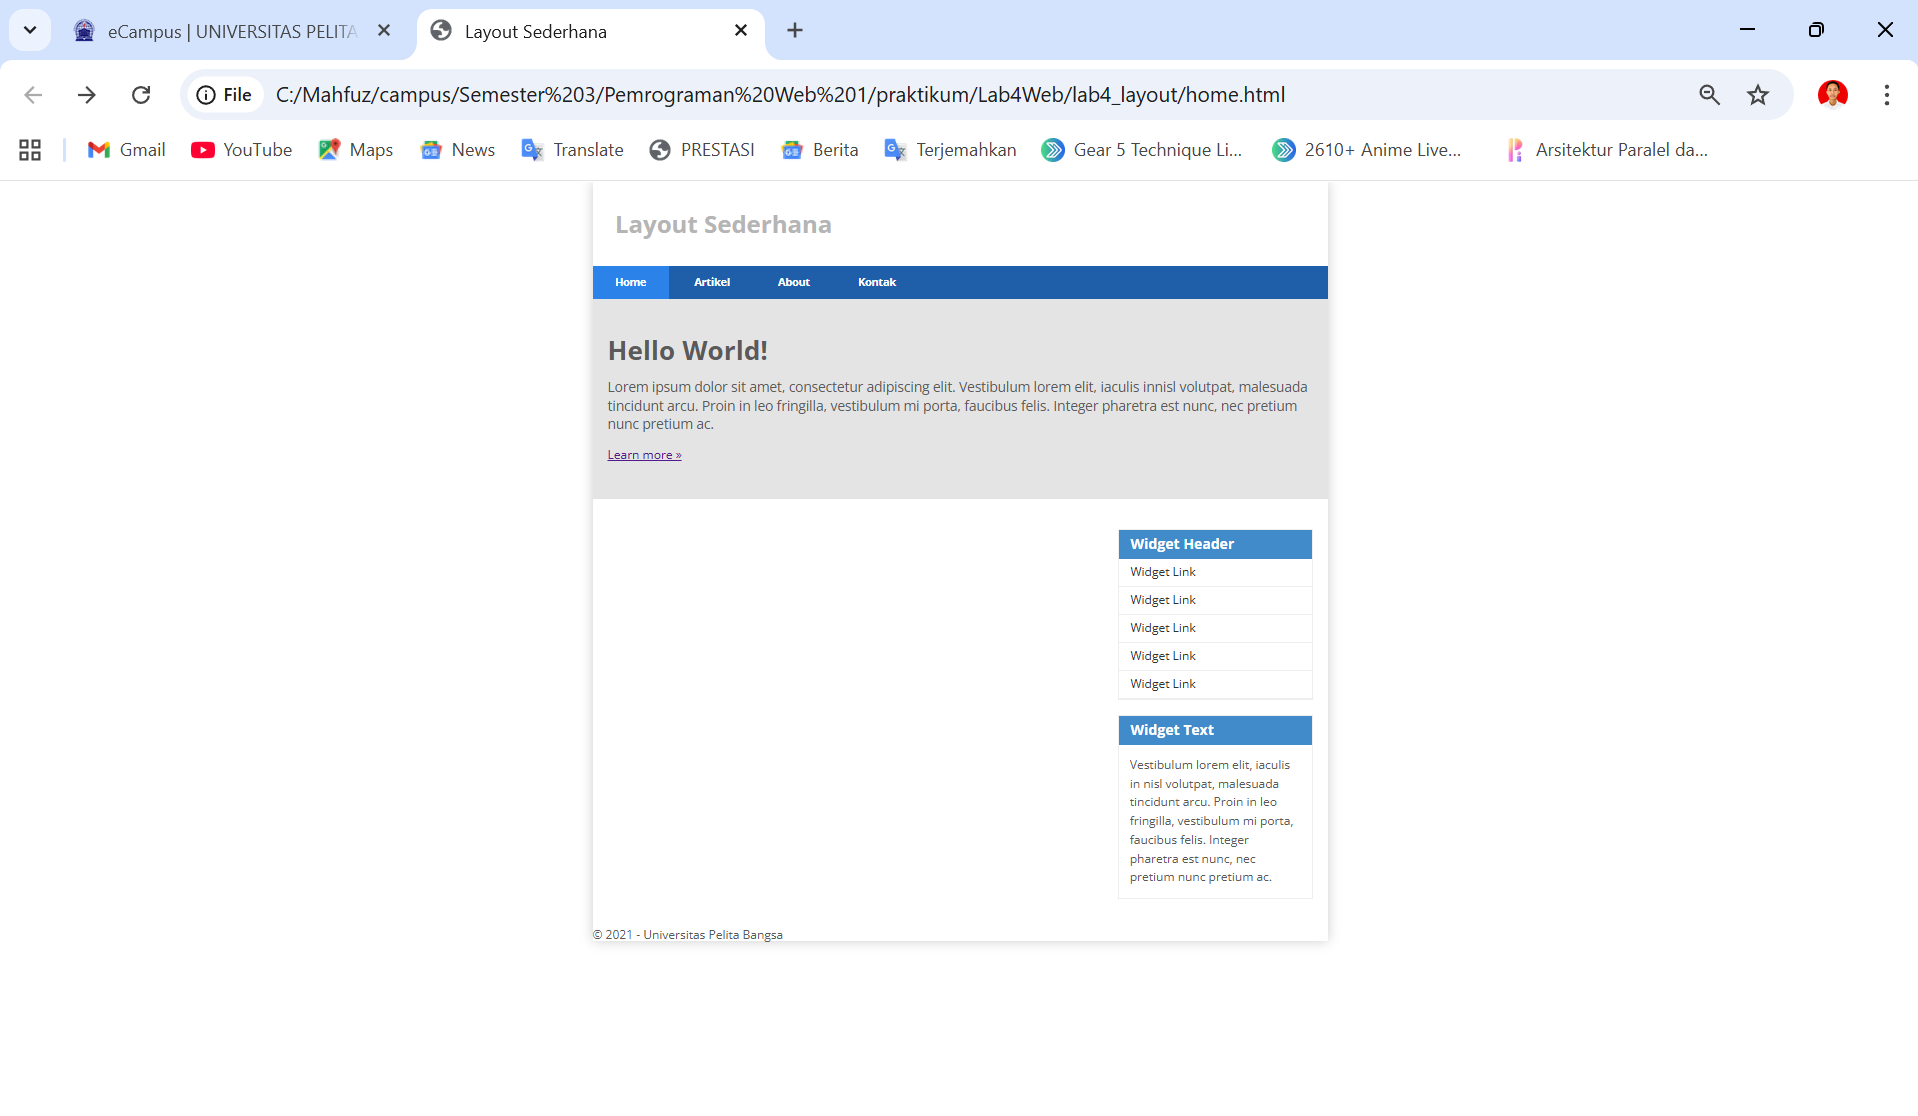 eCampus | UNIVERSITAS PELITA
Layout Sederhana
File
C:/Mahfuz/campus/Semester%203/Pemrograman%20Web%201/praktikum/Lab4Web/lab4_layout/home.html
Gmail
YouTube
Maps
News
Translate
PRESTASI
Berita
Terjemahkan
Gear 5 Technique Li...
2610+ Anime Live...
Arsitektur Paralel da...
Layout Sederhana
Home
Artikel
About
Kontak
Hello World!
Lorem ipsum dolor sit amet, consectetur adipiscing elit. Vestibulum lorem elit, iaculis innisl volutpat, malesuada
tincidunt arcu. Proin in leo fringilla, vestibulum mi porta, faucibus felis. Integer pharetra est nunc, nec pretium
nunc pretium ac.
Learn more »
Widget Header
Widget Link
Widget Link
Widget Link
Widget Link
Widget Link
Widget Text
Vestibulum lorem elit, iaculis
in nisl volutpat, malesuada
tincidunt arcu. Proin in leo
fringilla, vestibulum mi porta,
faucibus felis. Integer
pharetra est nunc, nec
pretium nunc pretium ac.
© 2021 - Universitas Pelita Bangsa